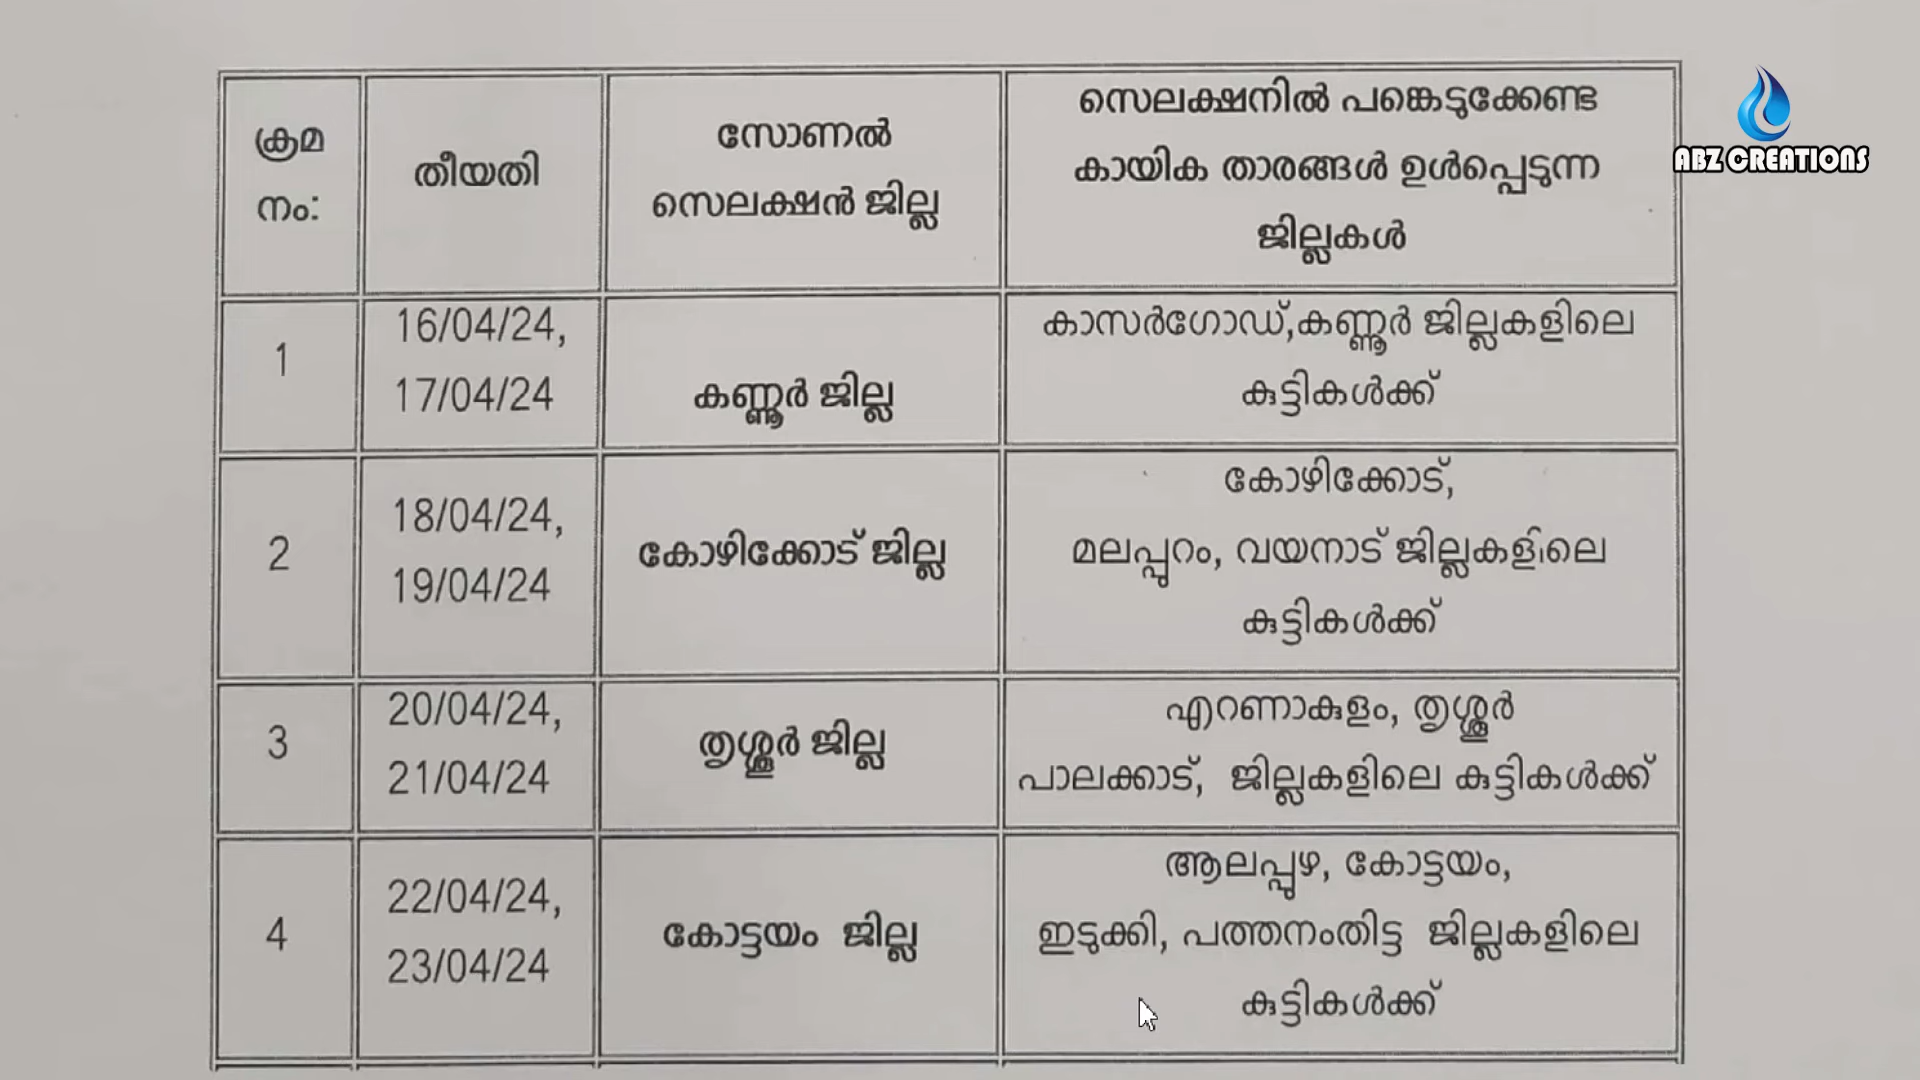 ക്രമ
നം:
തീയതി
സോണൽ
സെലക്ഷൻ ജില്ല
സെലക്ഷനിൽ പങ്കെടുക്കേണ്ട
കായിക താരങ്ങൾ ഉൾപ്പെടുന്ന
ജില്ലകൾ
ABZ CREATIONS
1
16/04/24,
17/04/24
കണ്ണൂർ ജില്ല
കാസർഗോഡ്,കണ്ണൂർ ജില്ലകളിലെ
കുട്ടികൾക്ക്
2
18/04/24,
19/04/24
കോഴിക്കോട് ജില്ല
കോഴിക്കോട്,
മലപ്പുറം, വയനാട് ജില്ലകളിലെ
കുട്ടികൾക്ക്
3
20/04/24,
21/04/24
തൃശ്ശൂർ ജില്ല
എറണാകുളം, തൃശ്ശൂർ
പാലക്കാട്, ജില്ലകളിലെ കുട്ടികൾക്ക്
4
22/04/24,
23/04/24
കോട്ടയം ജില്ല
ആലപ്പുഴ, കോട്ടയം,
ഇടുക്കി, പത്തനംതിട്ട ജില്ലകളിലെ
കുട്ടികൾക്ക്